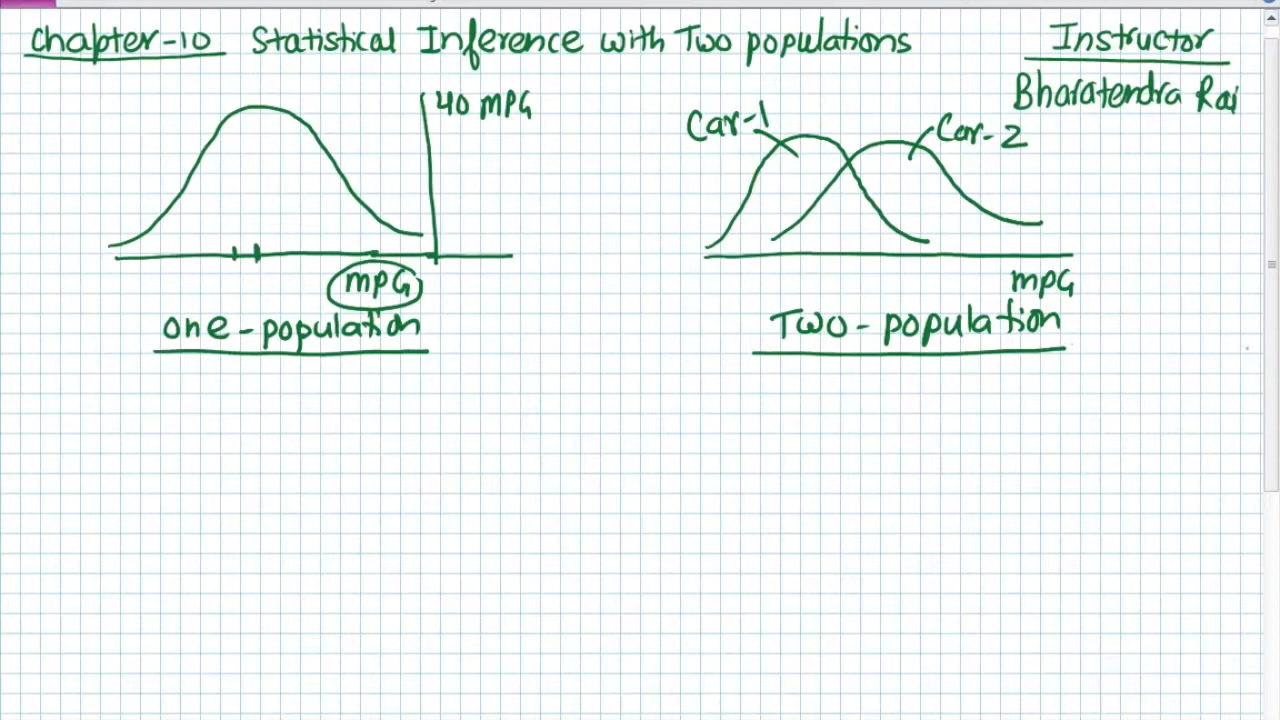 Chapter-10 Statistical Inference with Two populations
Instructor
Bharatendra Rai
40 MPG
Car-1
Car-2
MPG
MPG
one-population
Two-population